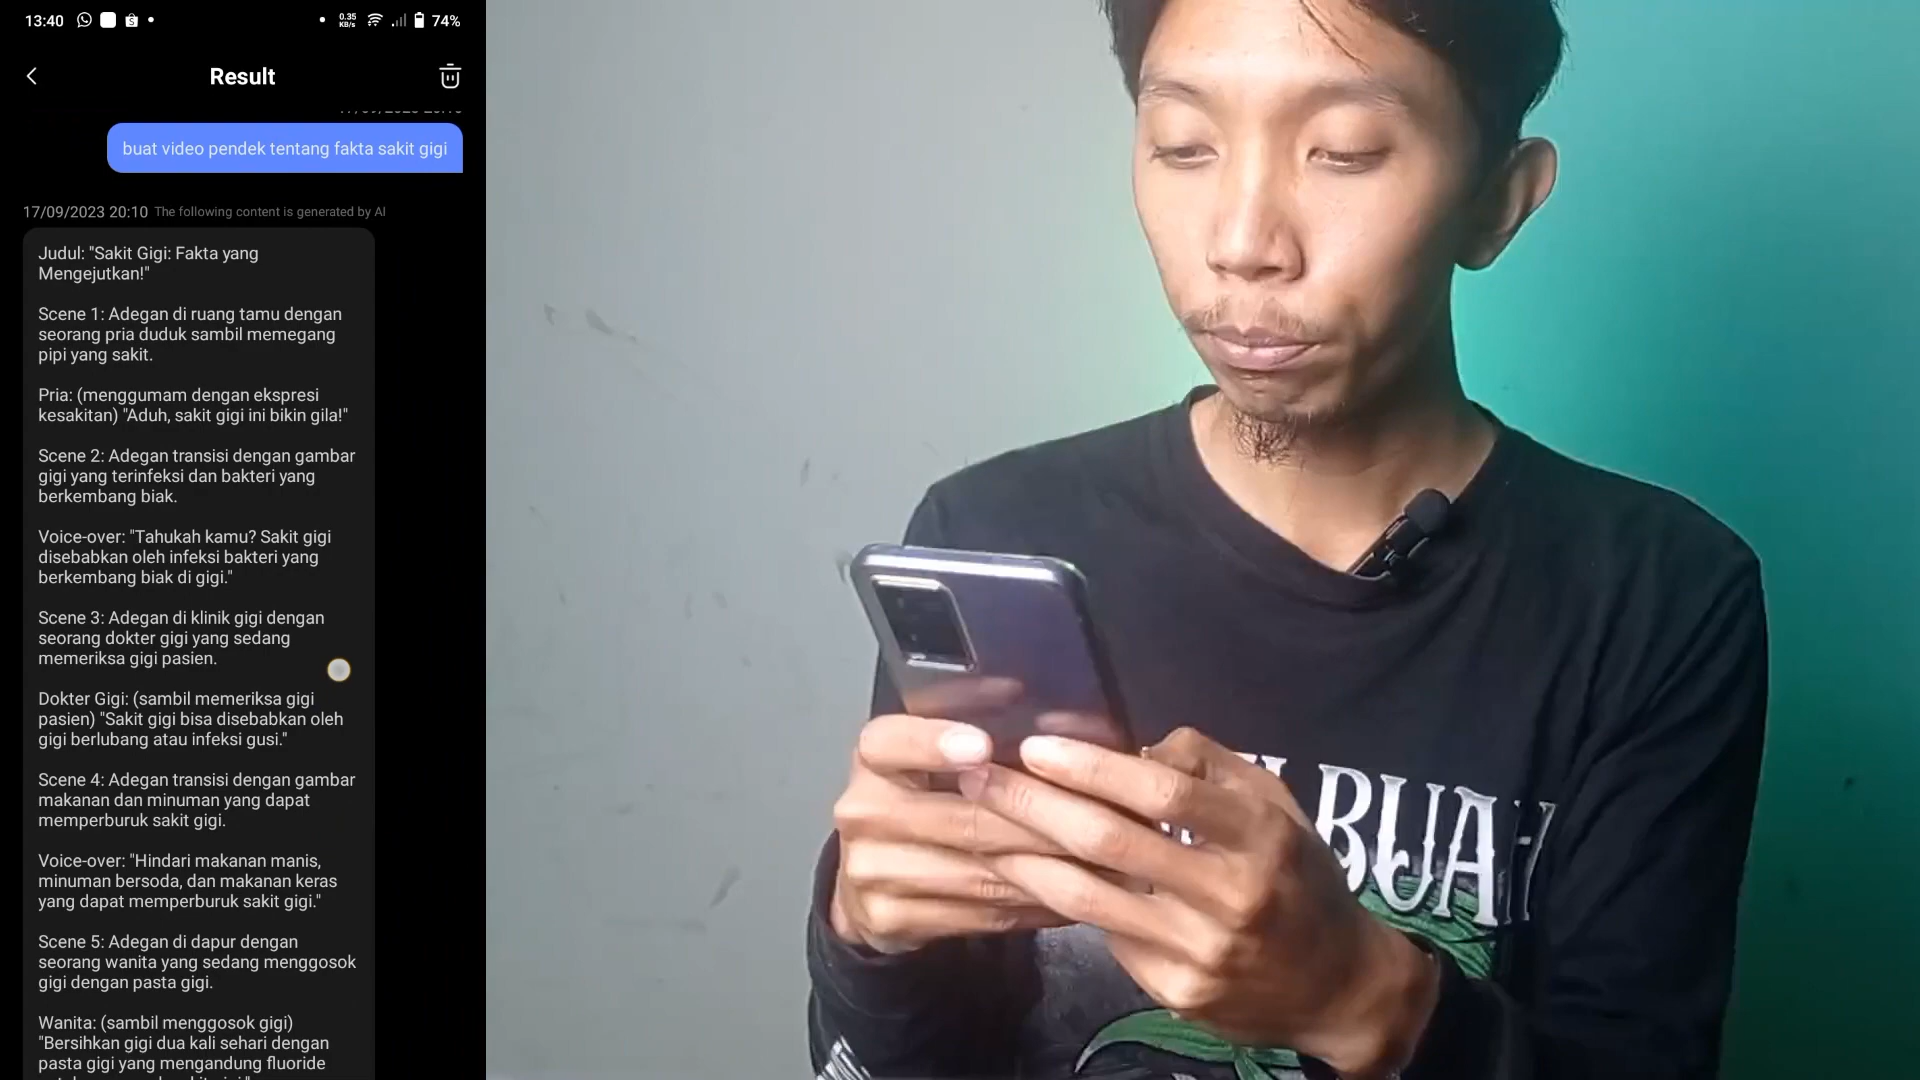 13:40
0.35
KB/s
74%
Result
buat video pendek tentang fakta sakit gigi
17/09/2023 20:10 The following content is generated by AI
Judul: "Sakit Gigi: Fakta yang
Mengejutkan!"
Scene 1: Adegan di ruang tamu dengan
seorang pria duduk sambil memegang
pipi yang sakit.
Pria: (menggumam dengan ekspresi
kesakitan) "Aduh, sakit gigi ini bikin gila!"
Scene 2: Adegan transisi dengan gambar
gigi yang terinfeksi dan bakteri yang
berkembang biak.
Voice-over: "Tahukah kamu? Sakit gigi
disebabkan oleh infeksi bakteri yang
berkembang biak di gigi."
Scene 3: Adegan di klinik gigi dengan
seorang dokter gigi yang sedang
memeriksa gigi pasien.
Dokter Gigi: (sambil memeriksa gigi
pasien) "Sakit gigi bisa disebabkan oleh
gigi berlubang atau infeksi gusi."
Scene 4: Adegan transisi dengan gambar
makanan dan minuman yang dapat
memperburuk sakit gigi.
Voice-over: "Hindari makanan manis,
minuman bersoda, dan makanan keras
yang dapat memperburuk sakit gigi."
Scene 5: Adegan di dapur dengan
seorang wanita yang sedang menggosok
gigi dengan pasta gigi.
Wanita: (sambil menggosok gigi)
"Bersihkan gigi dua kali sehari dengan
pasta gigi yang mengandung fluoride
BUAH